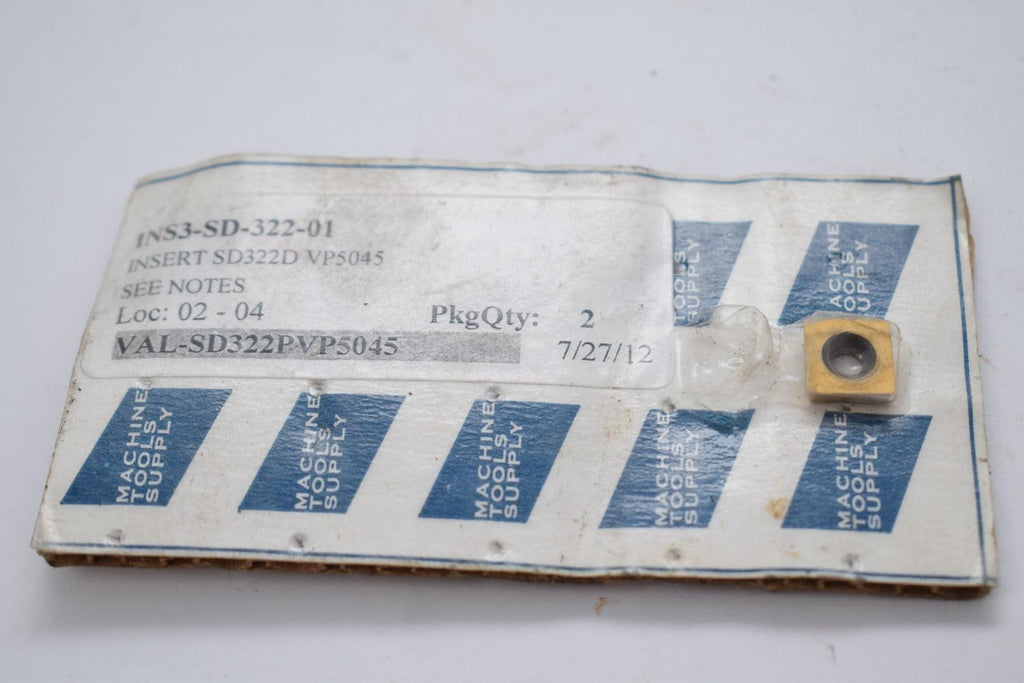 INS3-SD-322-01
INSERT SD322D VP5045
SEE NOTES
Loc: 02 - 04
PkgQty: 2
VAL-SD322PVP5045
7/27/12
MACHINE
TOOLS
SUPPLY
MACHINE
TOOLS
SUPPLY
MACHINE
TOOLS
SUPPLY
MACHINE
TOOLS
SUPPLY
MACHINE
TOOLS
SUPPLY
MACHINE
TOOLS
SUPPLY
MACHINE
TOOLS
SUPPLY